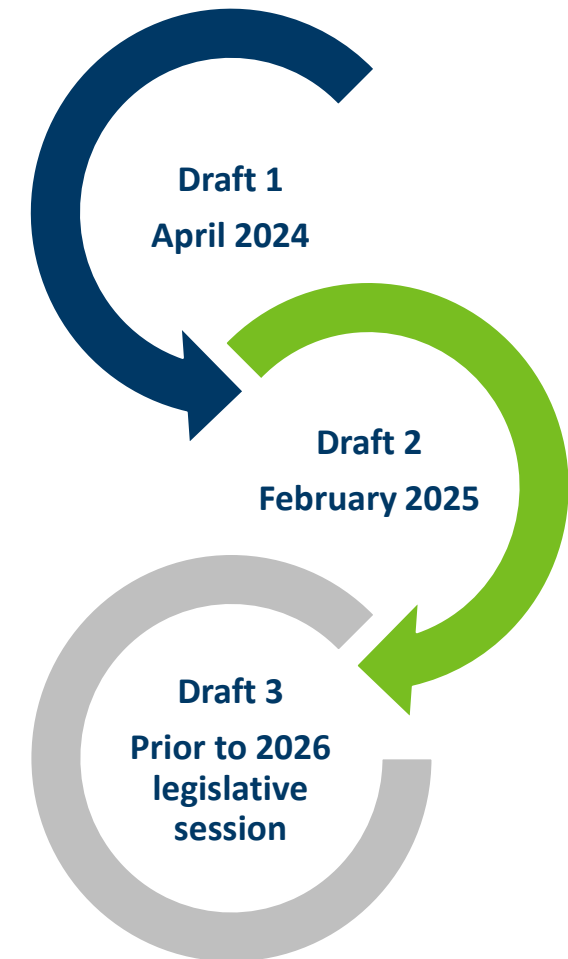 Draft 1
April 2024
Draft 2
February 2025
Draft 3
Prior to 2026
legislative
session